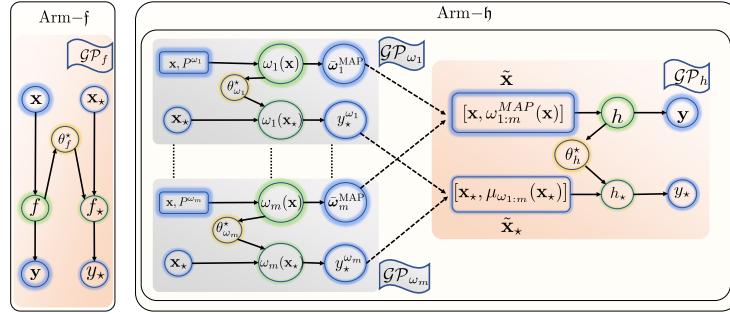 Arm−𝔣
𝒢𝒫_f
𝐱
𝐱_⋆
θ_f^⋆
f
f_⋆
𝐲
y_⋆
Arm−𝔥
𝐱, P^{ω_1}
ω_1(𝐱)
ω̄_1^{MAP}
𝒢𝒫_{ω_1}
θ_{ω_1}^⋆
𝐱_⋆
ω_1(𝐱_⋆)
y_⋆^{ω_1}
𝐱, P^{ω_m}
ω_m(𝐱)
ω̄_m^{MAP}
θ_{ω_m}^⋆
𝐱_⋆
ω_m(𝐱_⋆)
y_⋆^{ω_m}
𝒢𝒫_{ω_m}
𝐱̃
𝒢𝒫_h
[𝐱, ω_{1:m}^{MAP}(𝐱)]
h
𝐲
θ_h^⋆
[𝐱_⋆, μ_{ω_{1:m}}(𝐱_⋆)]
h_⋆
y_⋆
𝐱̃_⋆